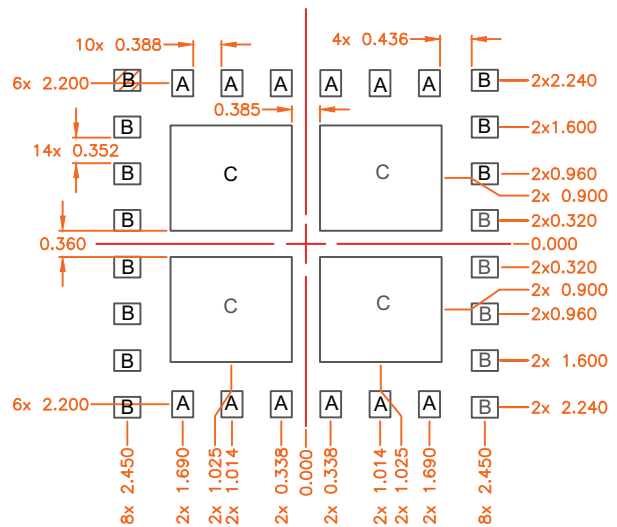 10x 0.388
4x 0.436
6x 2.200
B A A A A A A B
2x2.240
0.385
B B
2x1.600
14x 0.352
B C C B
2x0.960
2x 0.900
B B
2x0.320
0.360
0.000
B B
2x0.320
2x 0.900
C C
B B
2x0.960
B B
2x 1.600
6x 2.200
B A A A A A A B
2x 2.240
8x 2.450
2x 1.690
2x 1.025
2x 1.014
2x 0.338
0.000
2x 0.338
2x 1.014
2x 1.025
2x 1.690
8x 2.450